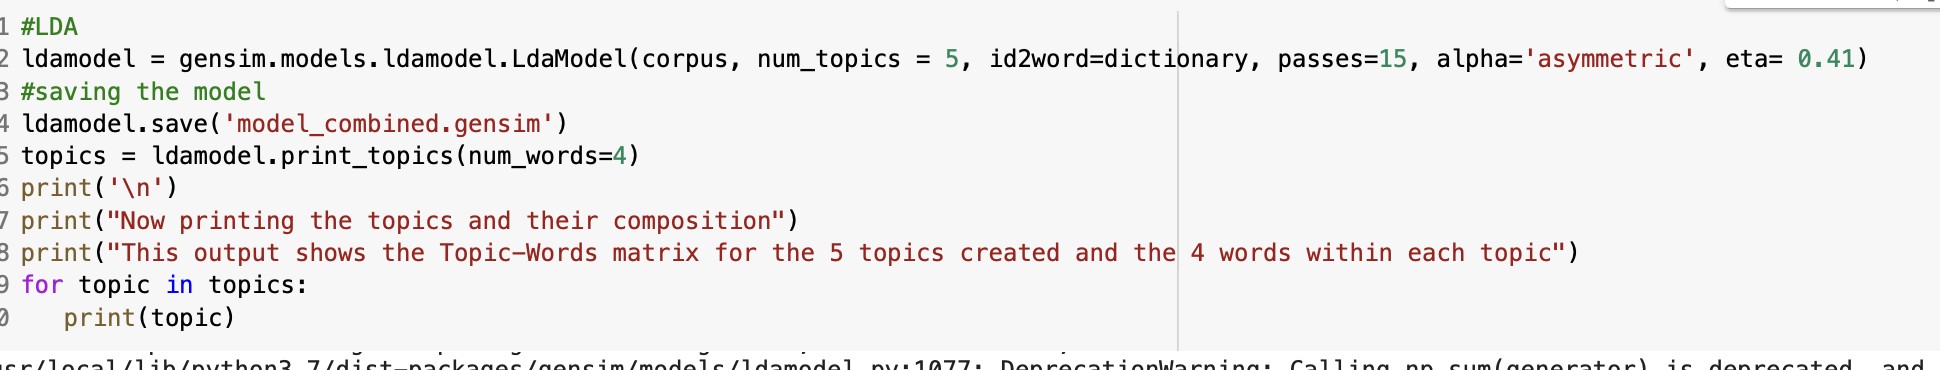 1 #LDA
2 ldamodel = gensim.models.ldamodel.LdaModel(corpus, num_topics = 5, id2word=dictionary, passes=15, alpha='asymmetric', eta= 0.41)
3 #saving the model
4 ldamodel.save('model_combined.gensim')
5 topics = ldamodel.print_topics(num_words=4)
6 print('\n')
7 print("Now printing the topics and their composition")
8 print("This output shows the Topic-Words matrix for the 5 topics created and the 4 words within each topic")
9 for topic in topics:
0    print(topic)
usr/local/lib/python3.7/dist-packages/gensim/models/ldamodel.py:1077: DeprecationWarning: Calling np.sum(generator) is deprecated, and